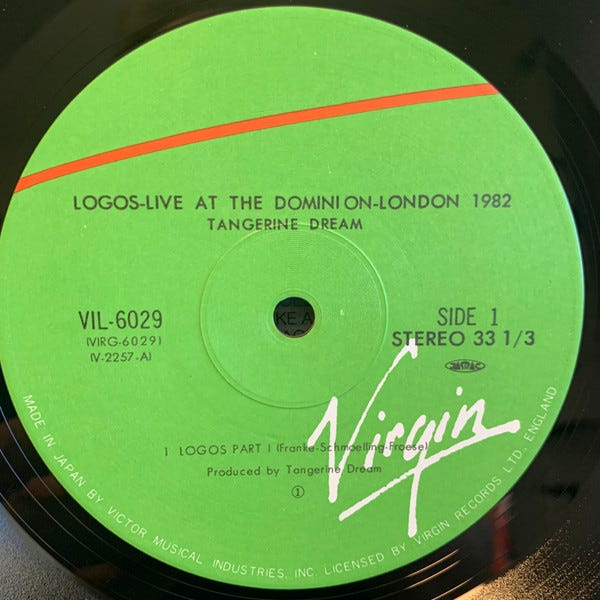 LOGOS-LIVE AT THE DOMINION-LONDON 1982
TANGERINE DREAM
VIL-6029
(VIRG-6029)
(V-2257-A)
SIDE 1
STEREO 33 1/3
Virgin
1 LOGOS PART I (Franke-Schmoelling-Froese)
Produced by Tangerine Dream
①
MADE IN JAPAN BY VICTOR MUSICAL INDUSTRIES, INC. LICENSED BY VIRGIN RECORDS LTD., ENGLAND